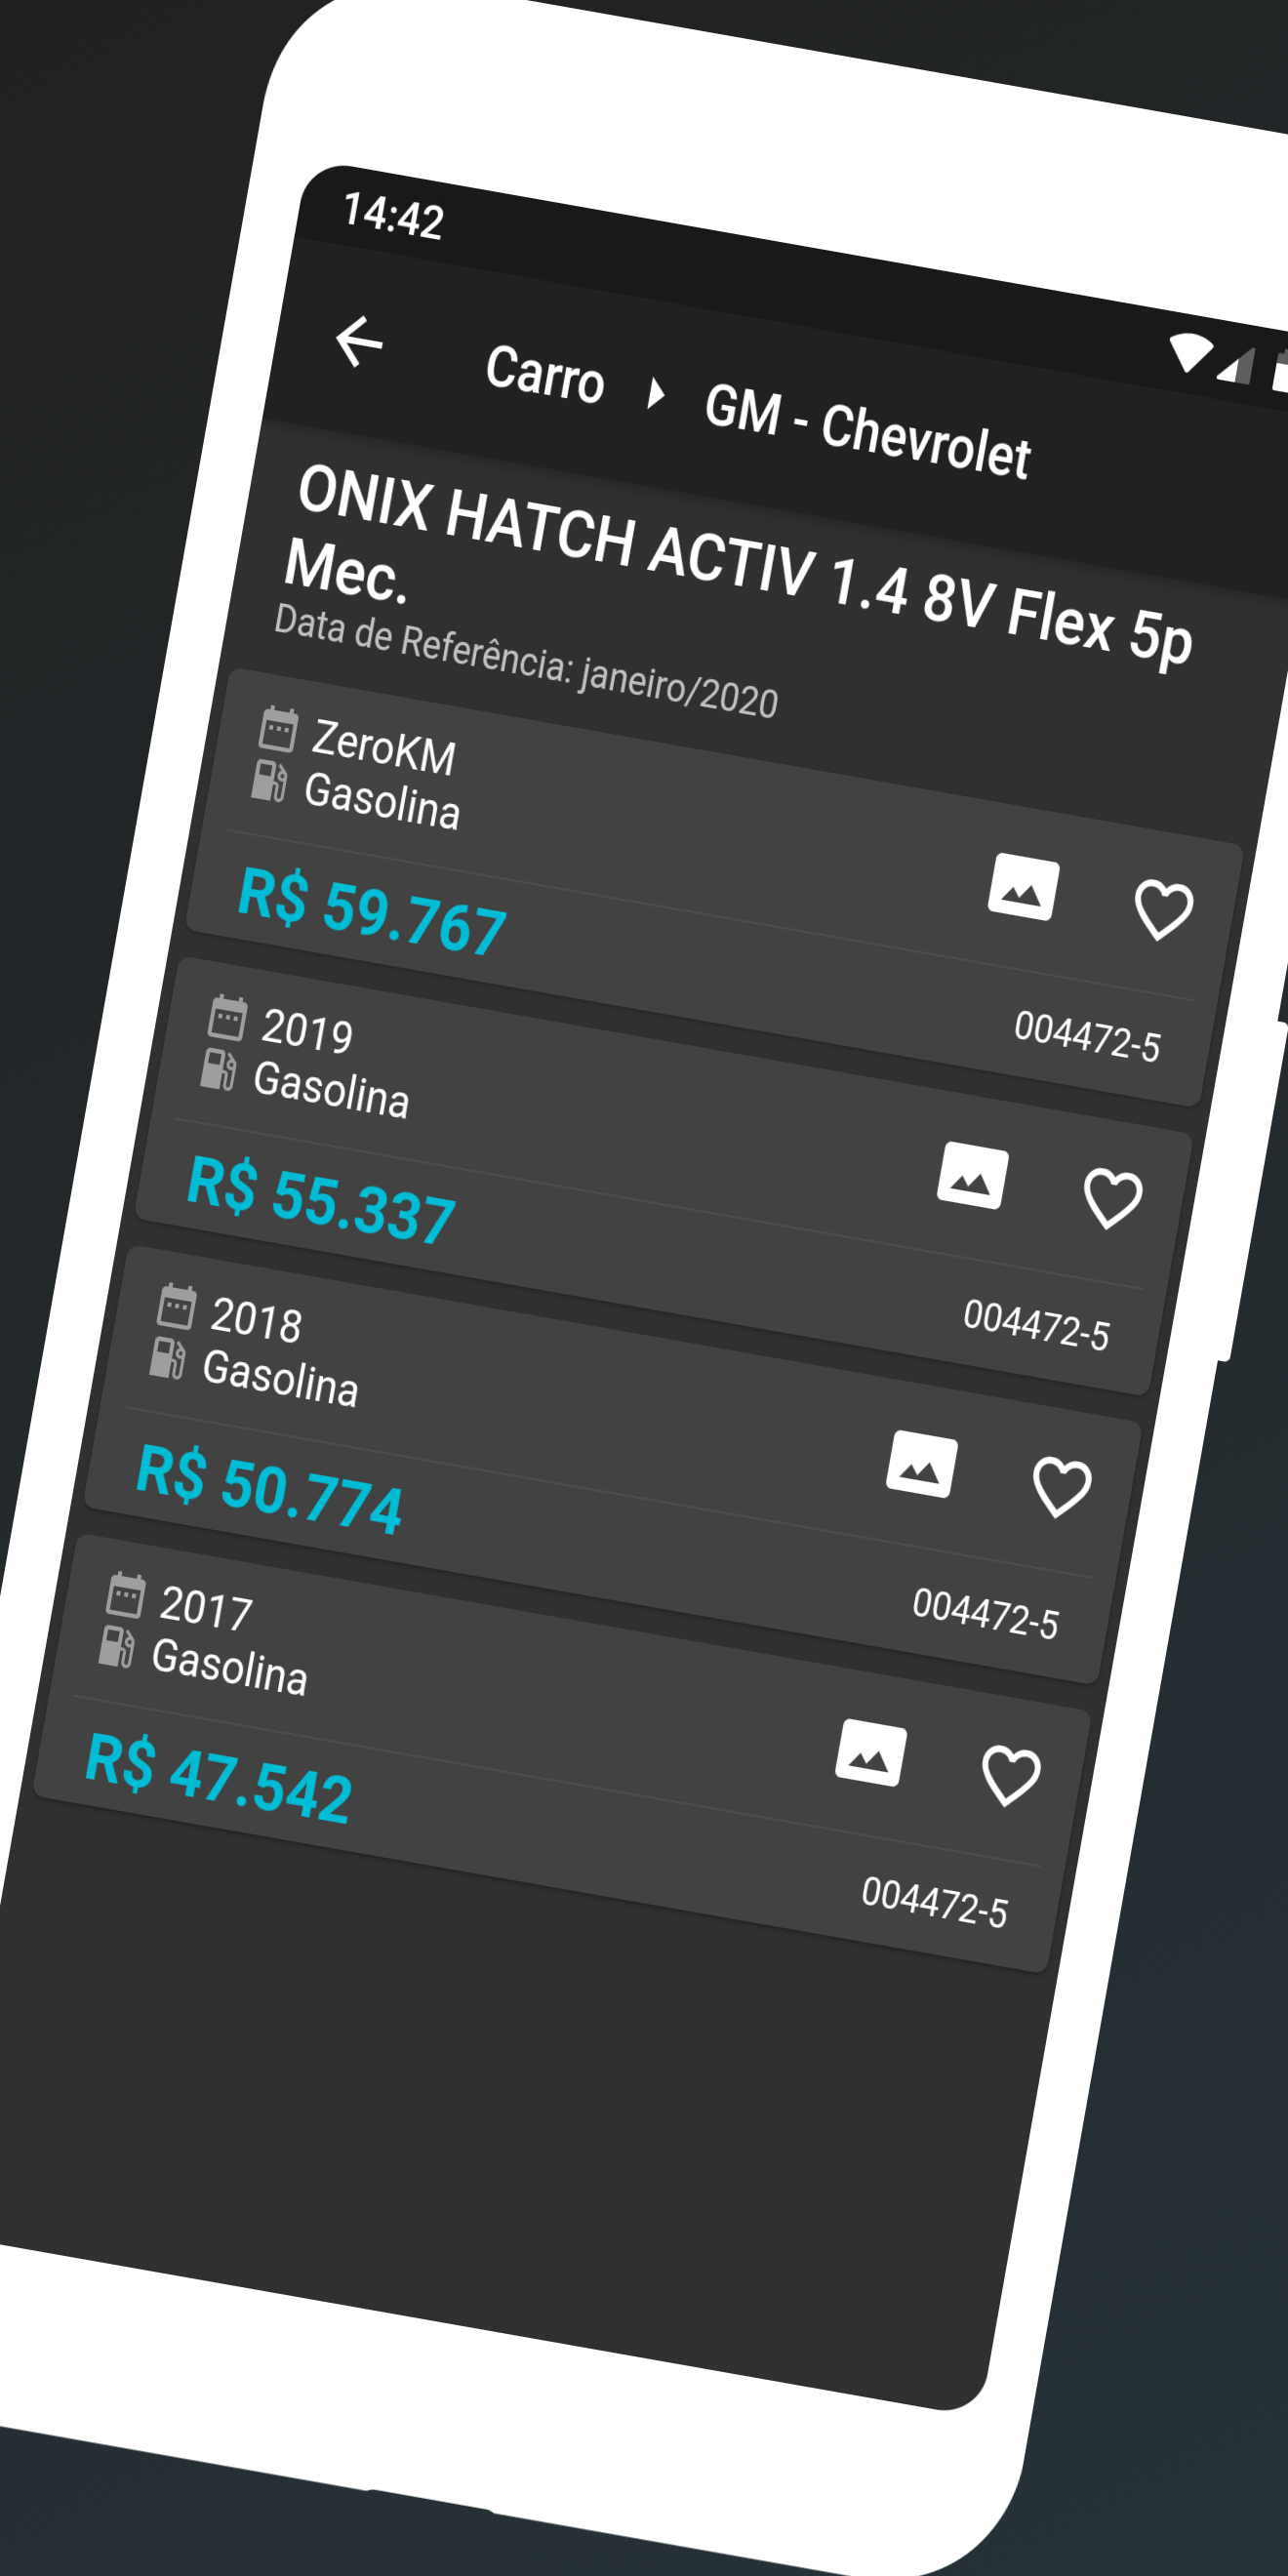 14:42
Carro GM - Chevrolet
ONIX HATCH ACTIV 1.4 8V Flex 5p
Mec.
Data de Referência: janeiro/2020
ZeroKM
Gasolina
R$ 59.767
004472-5
2019
Gasolina
R$ 55.337
004472-5
2018
Gasolina
R$ 50.774
004472-5
2017
Gasolina
R$ 47.542
004472-5